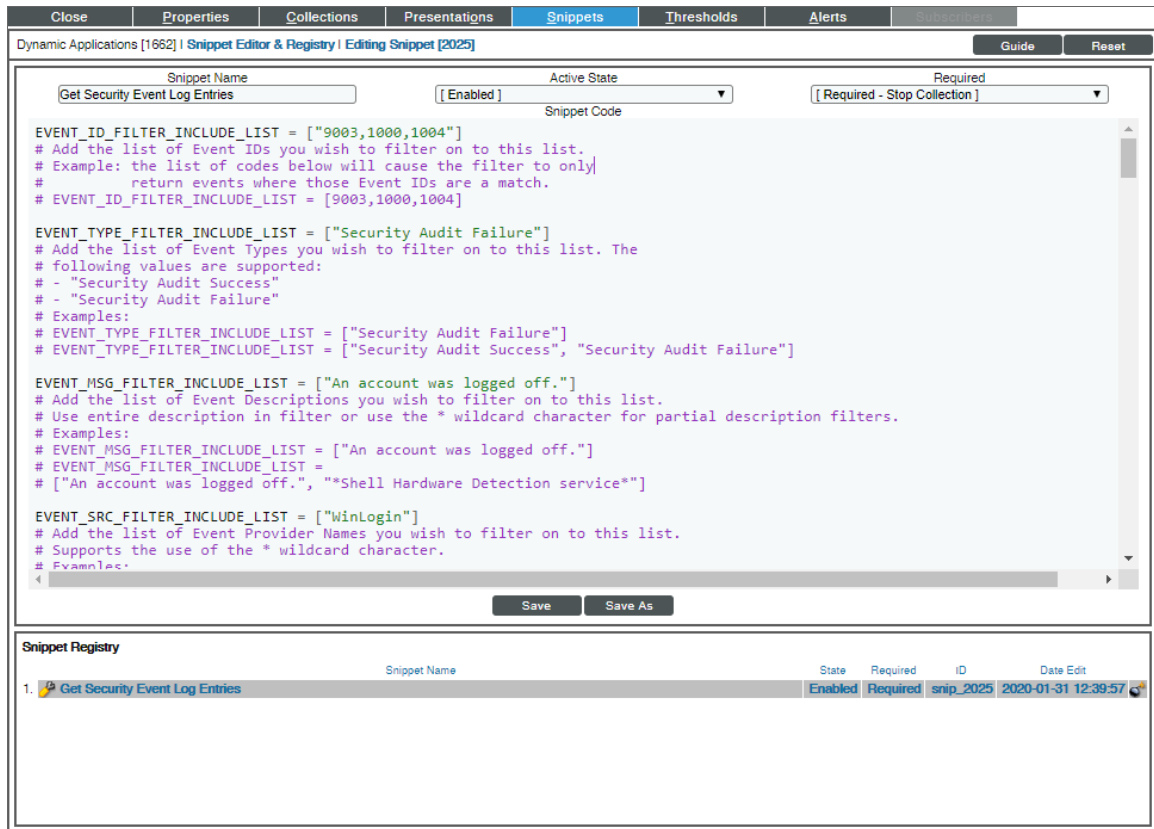 Close Properties Collections Presentations Snippets Thresholds Alerts Subscribers
Dynamic Applications [1662] | Snippet Editor & Registry | Editing Snippet [2025] Guide Reset
Snippet Name Active State Required
Get Security Event Log Entries [ Enabled ] [ Required - Stop Collection ]
Snippet Code
EVENT_ID_FILTER_INCLUDE_LIST = ["9003,1000,1004"]
# Add the list of Event IDs you wish to filter on to this list.
# Example: the list of codes below will cause the filter to only
#          return events where those Event IDs are a match.
# EVENT_ID_FILTER_INCLUDE_LIST = [9003,1000,1004]
EVENT_TYPE_FILTER_INCLUDE_LIST = ["Security Audit Failure"]
# Add the list of Event Types you wish to filter on to this list. The
# following values are supported:
# - "Security Audit Success"
# - "Security Audit Failure"
# Examples:
# EVENT_TYPE_FILTER_INCLUDE_LIST = ["Security Audit Failure"]
# EVENT_TYPE_FILTER_INCLUDE_LIST = ["Security Audit Success", "Security Audit Failure"]
EVENT_MSG_FILTER_INCLUDE_LIST = ["An account was logged off."]
# Add the list of Event Descriptions you wish to filter on to this list.
# Use entire description in filter or use the * wildcard character for partial description filters.
# Examples:
# EVENT_MSG_FILTER_INCLUDE_LIST = ["An account was logged off."]
# EVENT_MSG_FILTER_INCLUDE_LIST =
# ["An account was logged off.", "*Shell Hardware Detection service*"]
EVENT_SRC_FILTER_INCLUDE_LIST = ["WinLogin"]
# Add the list of Event Provider Names you wish to filter on to this list.
# Supports the use of the * wildcard character.
# Examples:
Save Save As
Snippet Registry
Snippet Name State Required ID Date Edit
1. Get Security Event Log Entries Enabled Required snip_2025 2020-01-31 12:39:57